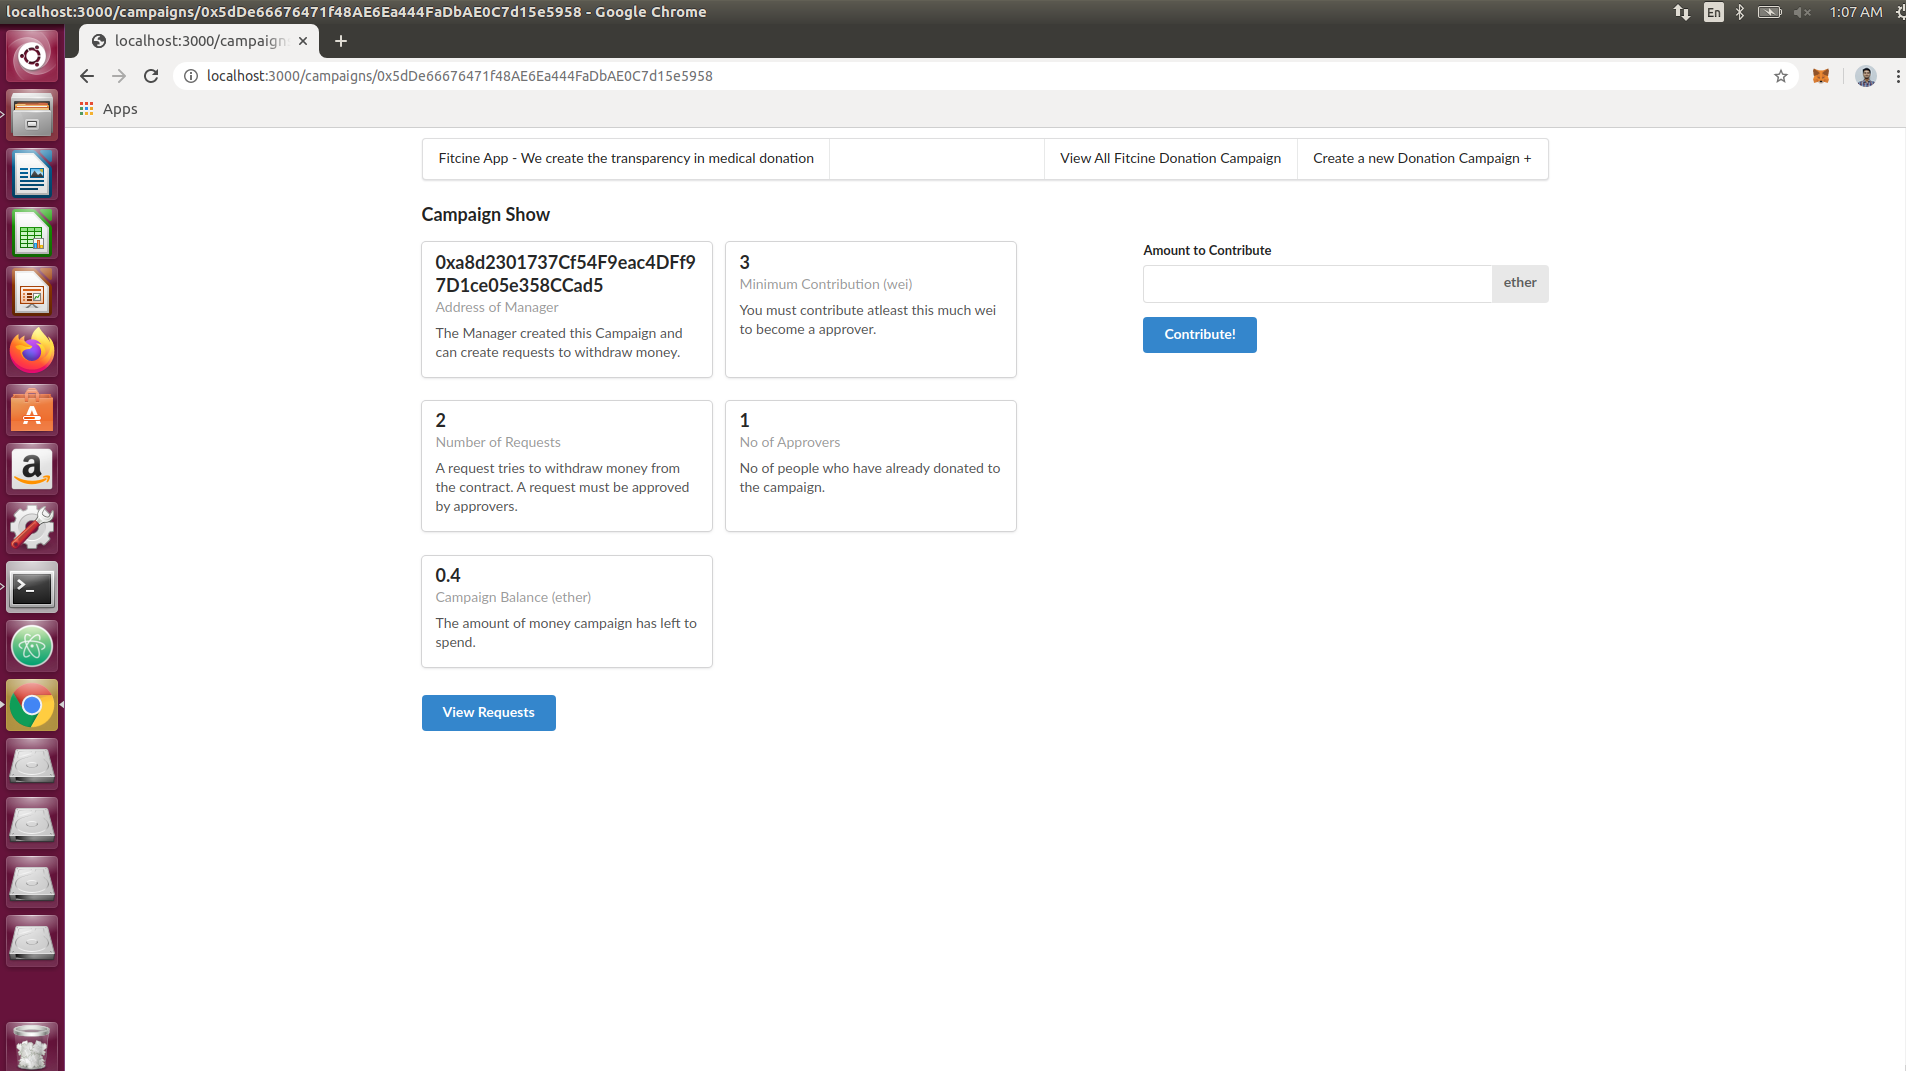 localhost:3000/campaigns/0x5dDe66676471f48AE6Ea444FaDbAE0C7d15e5958 - Google Chrome
En
1:07 AM
localhost:3000/campaign
localhost:3000/campaigns/0x5dDe66676471f48AE6Ea444FaDbAE0C7d15e5958
Apps
Fitcine App - We create the transparency in medical donation
View All Fitcine Donation Campaign
Create a new Donation Campaign +
Campaign Show
0xa8d2301737Cf54F9eac4DFf9
7D1ce05e358CCad5
Address of Manager
The Manager created this Campaign and
can create requests to withdraw money.
3
Minimum Contribution (wei)
You must contribute atleast this much wei
to become a approver.
Amount to Contribute
ether
Contribute!
2
Number of Requests
A request tries to withdraw money from
the contract. A request must be approved
by approvers.
1
No of Approvers
No of people who have already donated to
the campaign.
0.4
Campaign Balance (ether)
The amount of money campaign has left to
spend.
View Requests